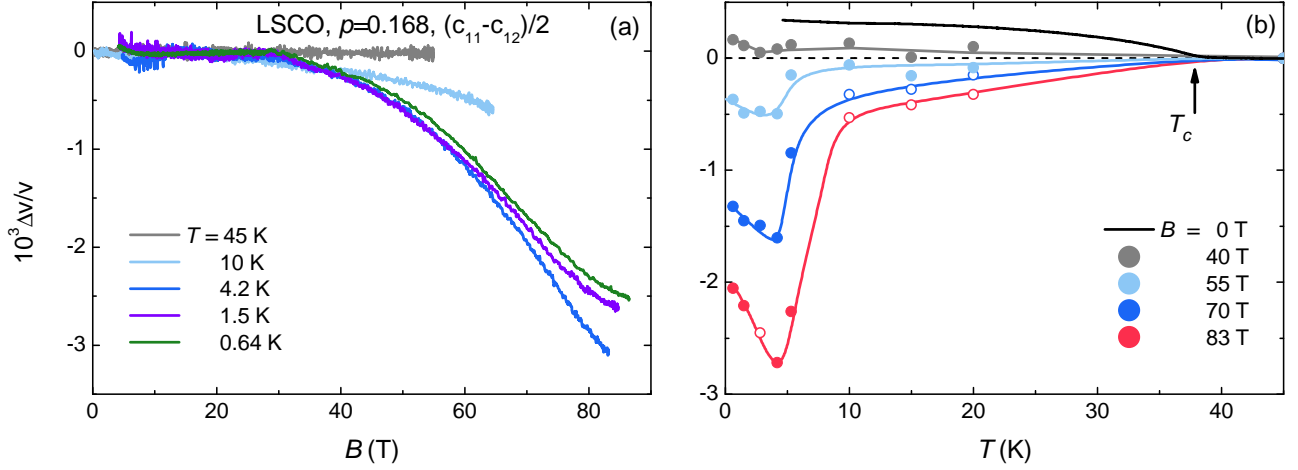 LSCO, p=0.168, (c₁₁-c₁₂)/2
(a)
10³Δv/v
0
-1
-2
-3
T = 45 K
10 K
4.2 K
1.5 K
0.64 K
0 20 40 60 80
B (T)
(b)
0
-1
-2
-3
T_c
B = 0 T
40 T
55 T
70 T
83 T
0 10 20 30 40
T (K)